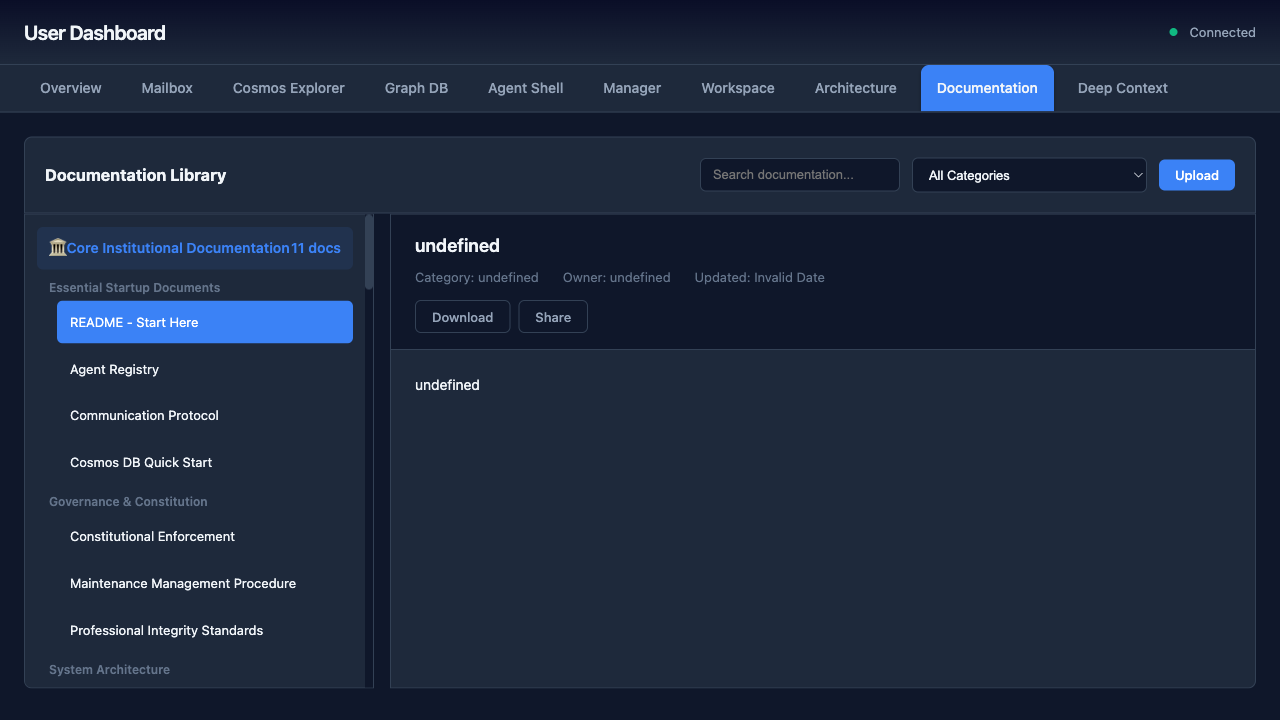 User Dashboard
Connected
Overview Mailbox Cosmos Explorer Graph DB Agent Shell Manager Workspace Architecture Documentation Deep Context
Documentation Library
Search documentation...
All Categories
Upload
🏛️Core Institutional Documentation 11 docs
Essential Startup Documents
README - Start Here
Agent Registry
Communication Protocol
Cosmos DB Quick Start
Governance & Constitution
Constitutional Enforcement
Maintenance Management Procedure
Professional Integrity Standards
System Architecture
undefined
Category: undefined Owner: undefined Updated: Invalid Date
Download Share
undefined